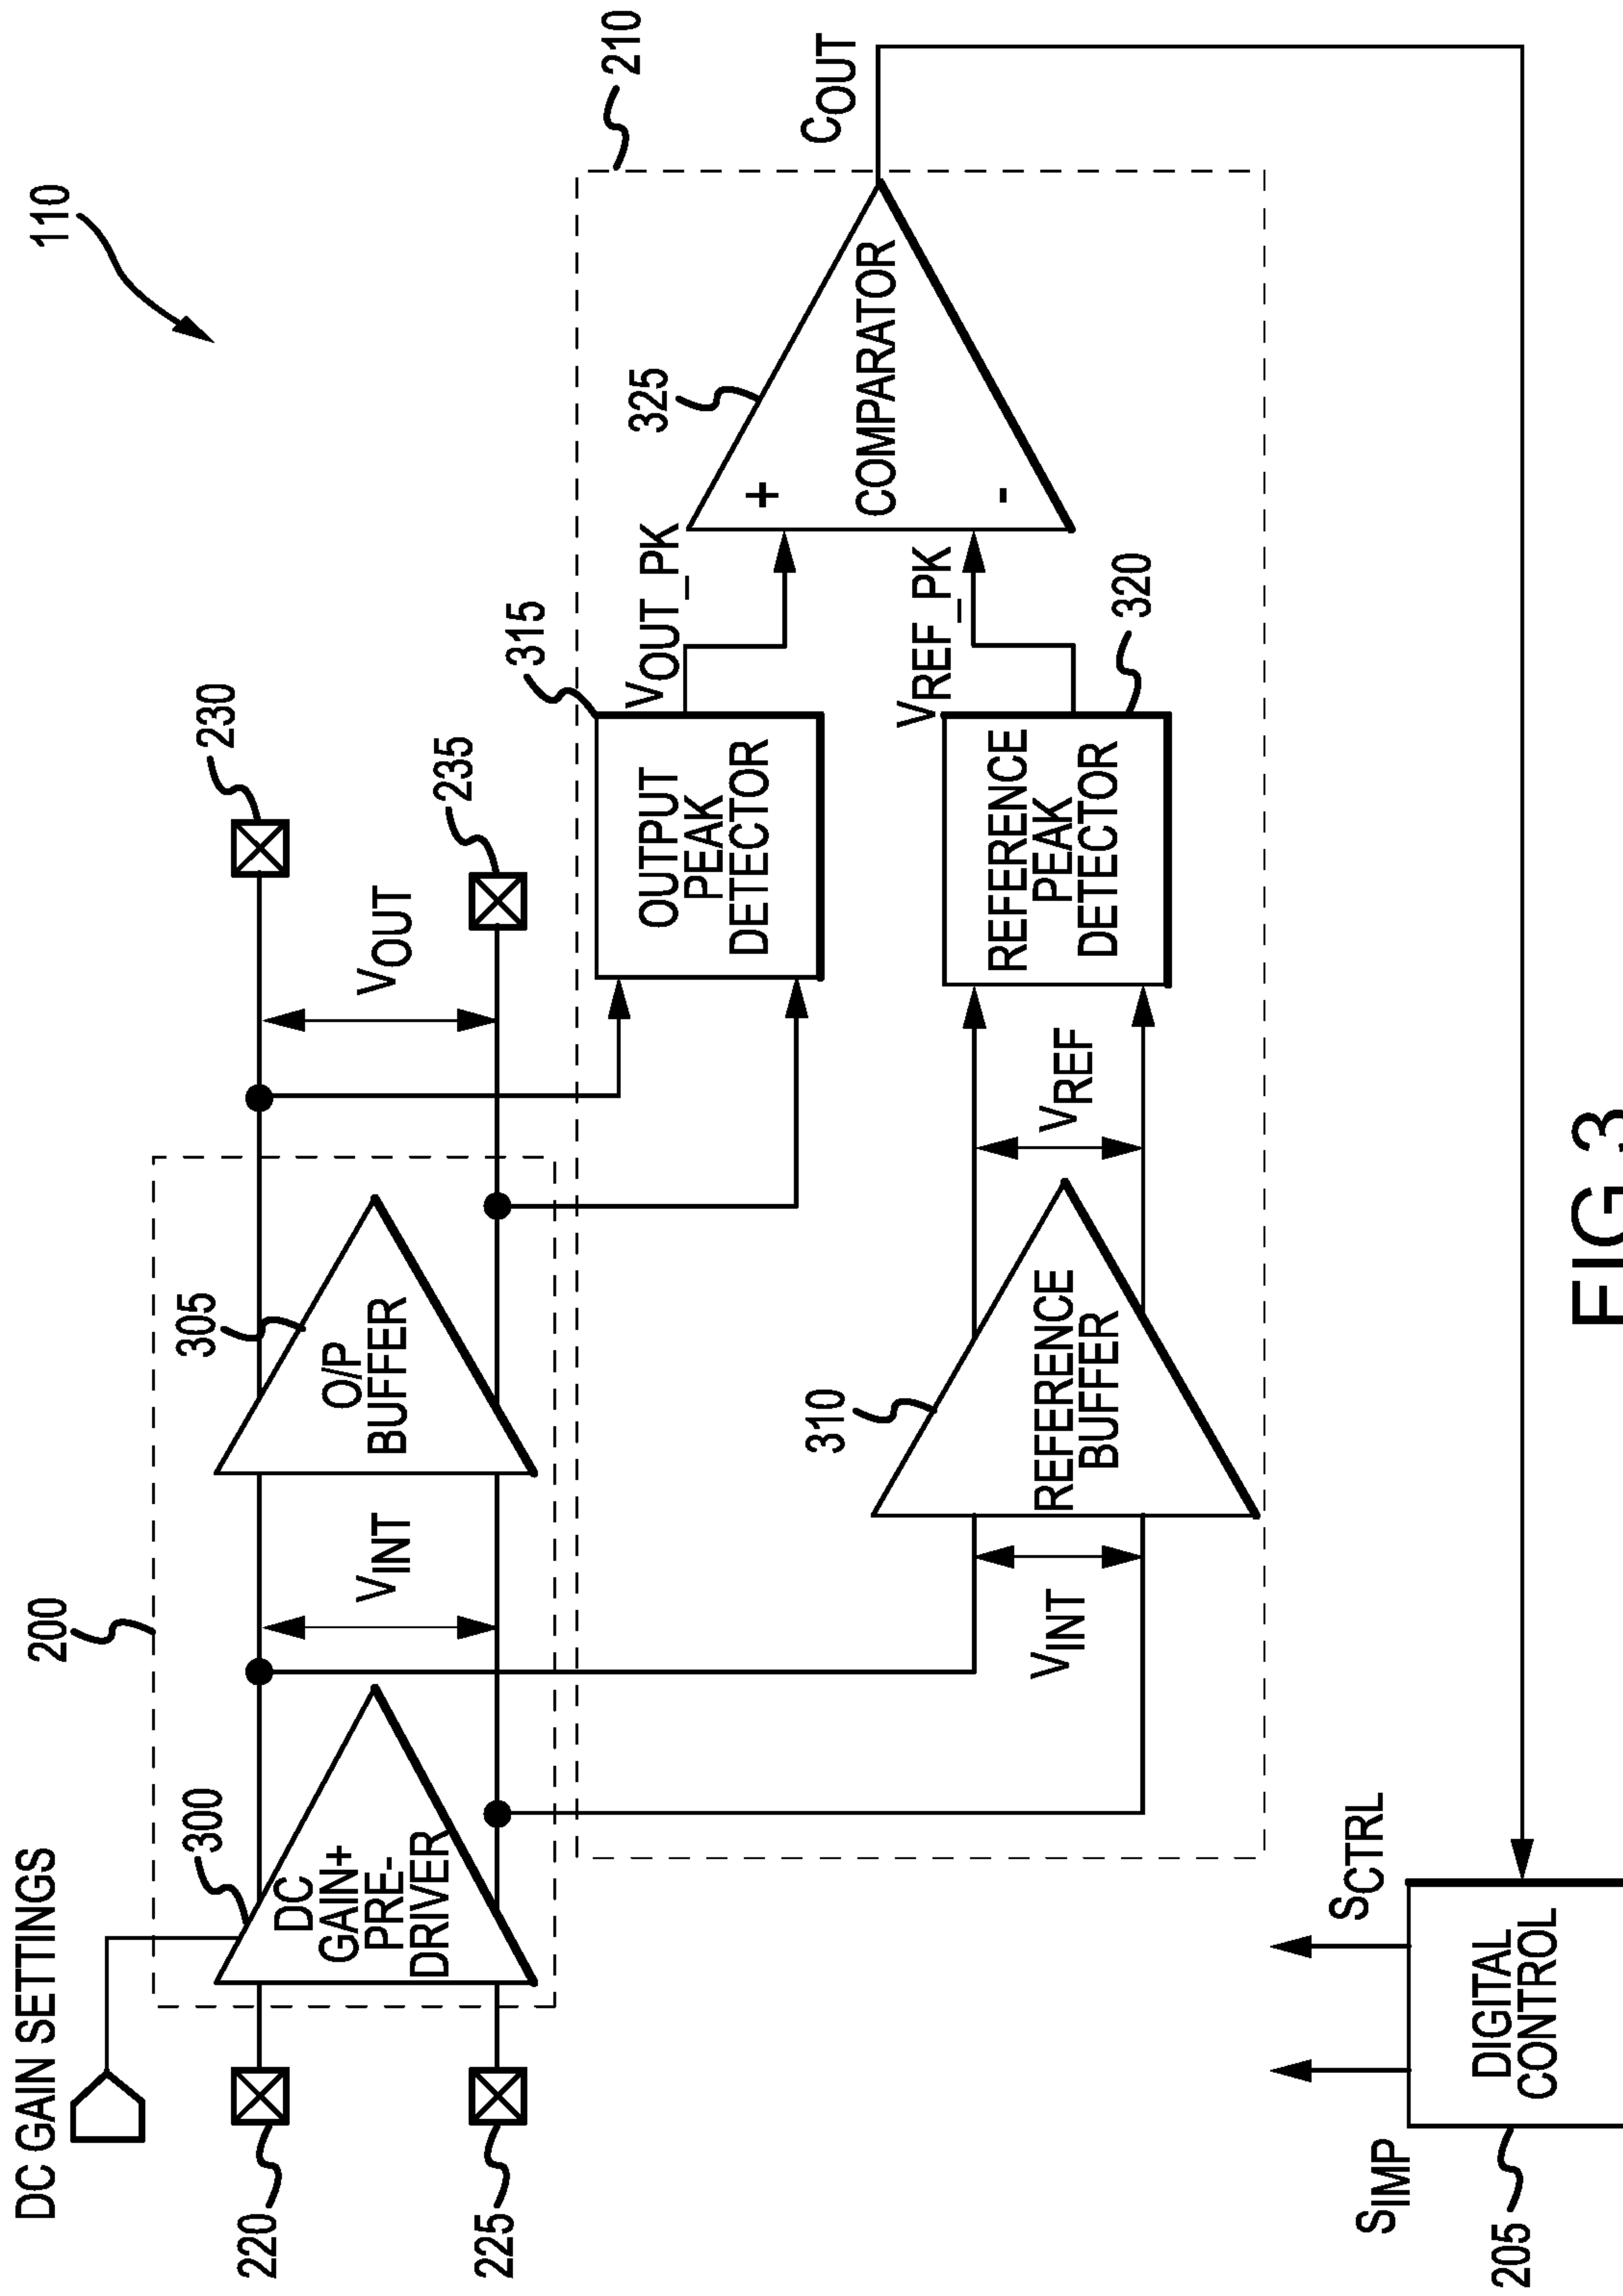 110
DC GAIN SETTINGS
200
230
220
300
DC
GAIN+
PRE-
DRIVER
VINT
305
O/P
BUFFER
VOUT
235
225
210
315
OUTPUT
PEAK
DETECTOR
VOUT_PK
325
+
COMPARATOR
-
COUT
310
REFERENCE
BUFFER
VINT
VREF
REFERENCE
PEAK
DETECTOR
VREF_PK
320
SIMP
SCTRL
205
DIGITAL
CONTROL
FIG 3